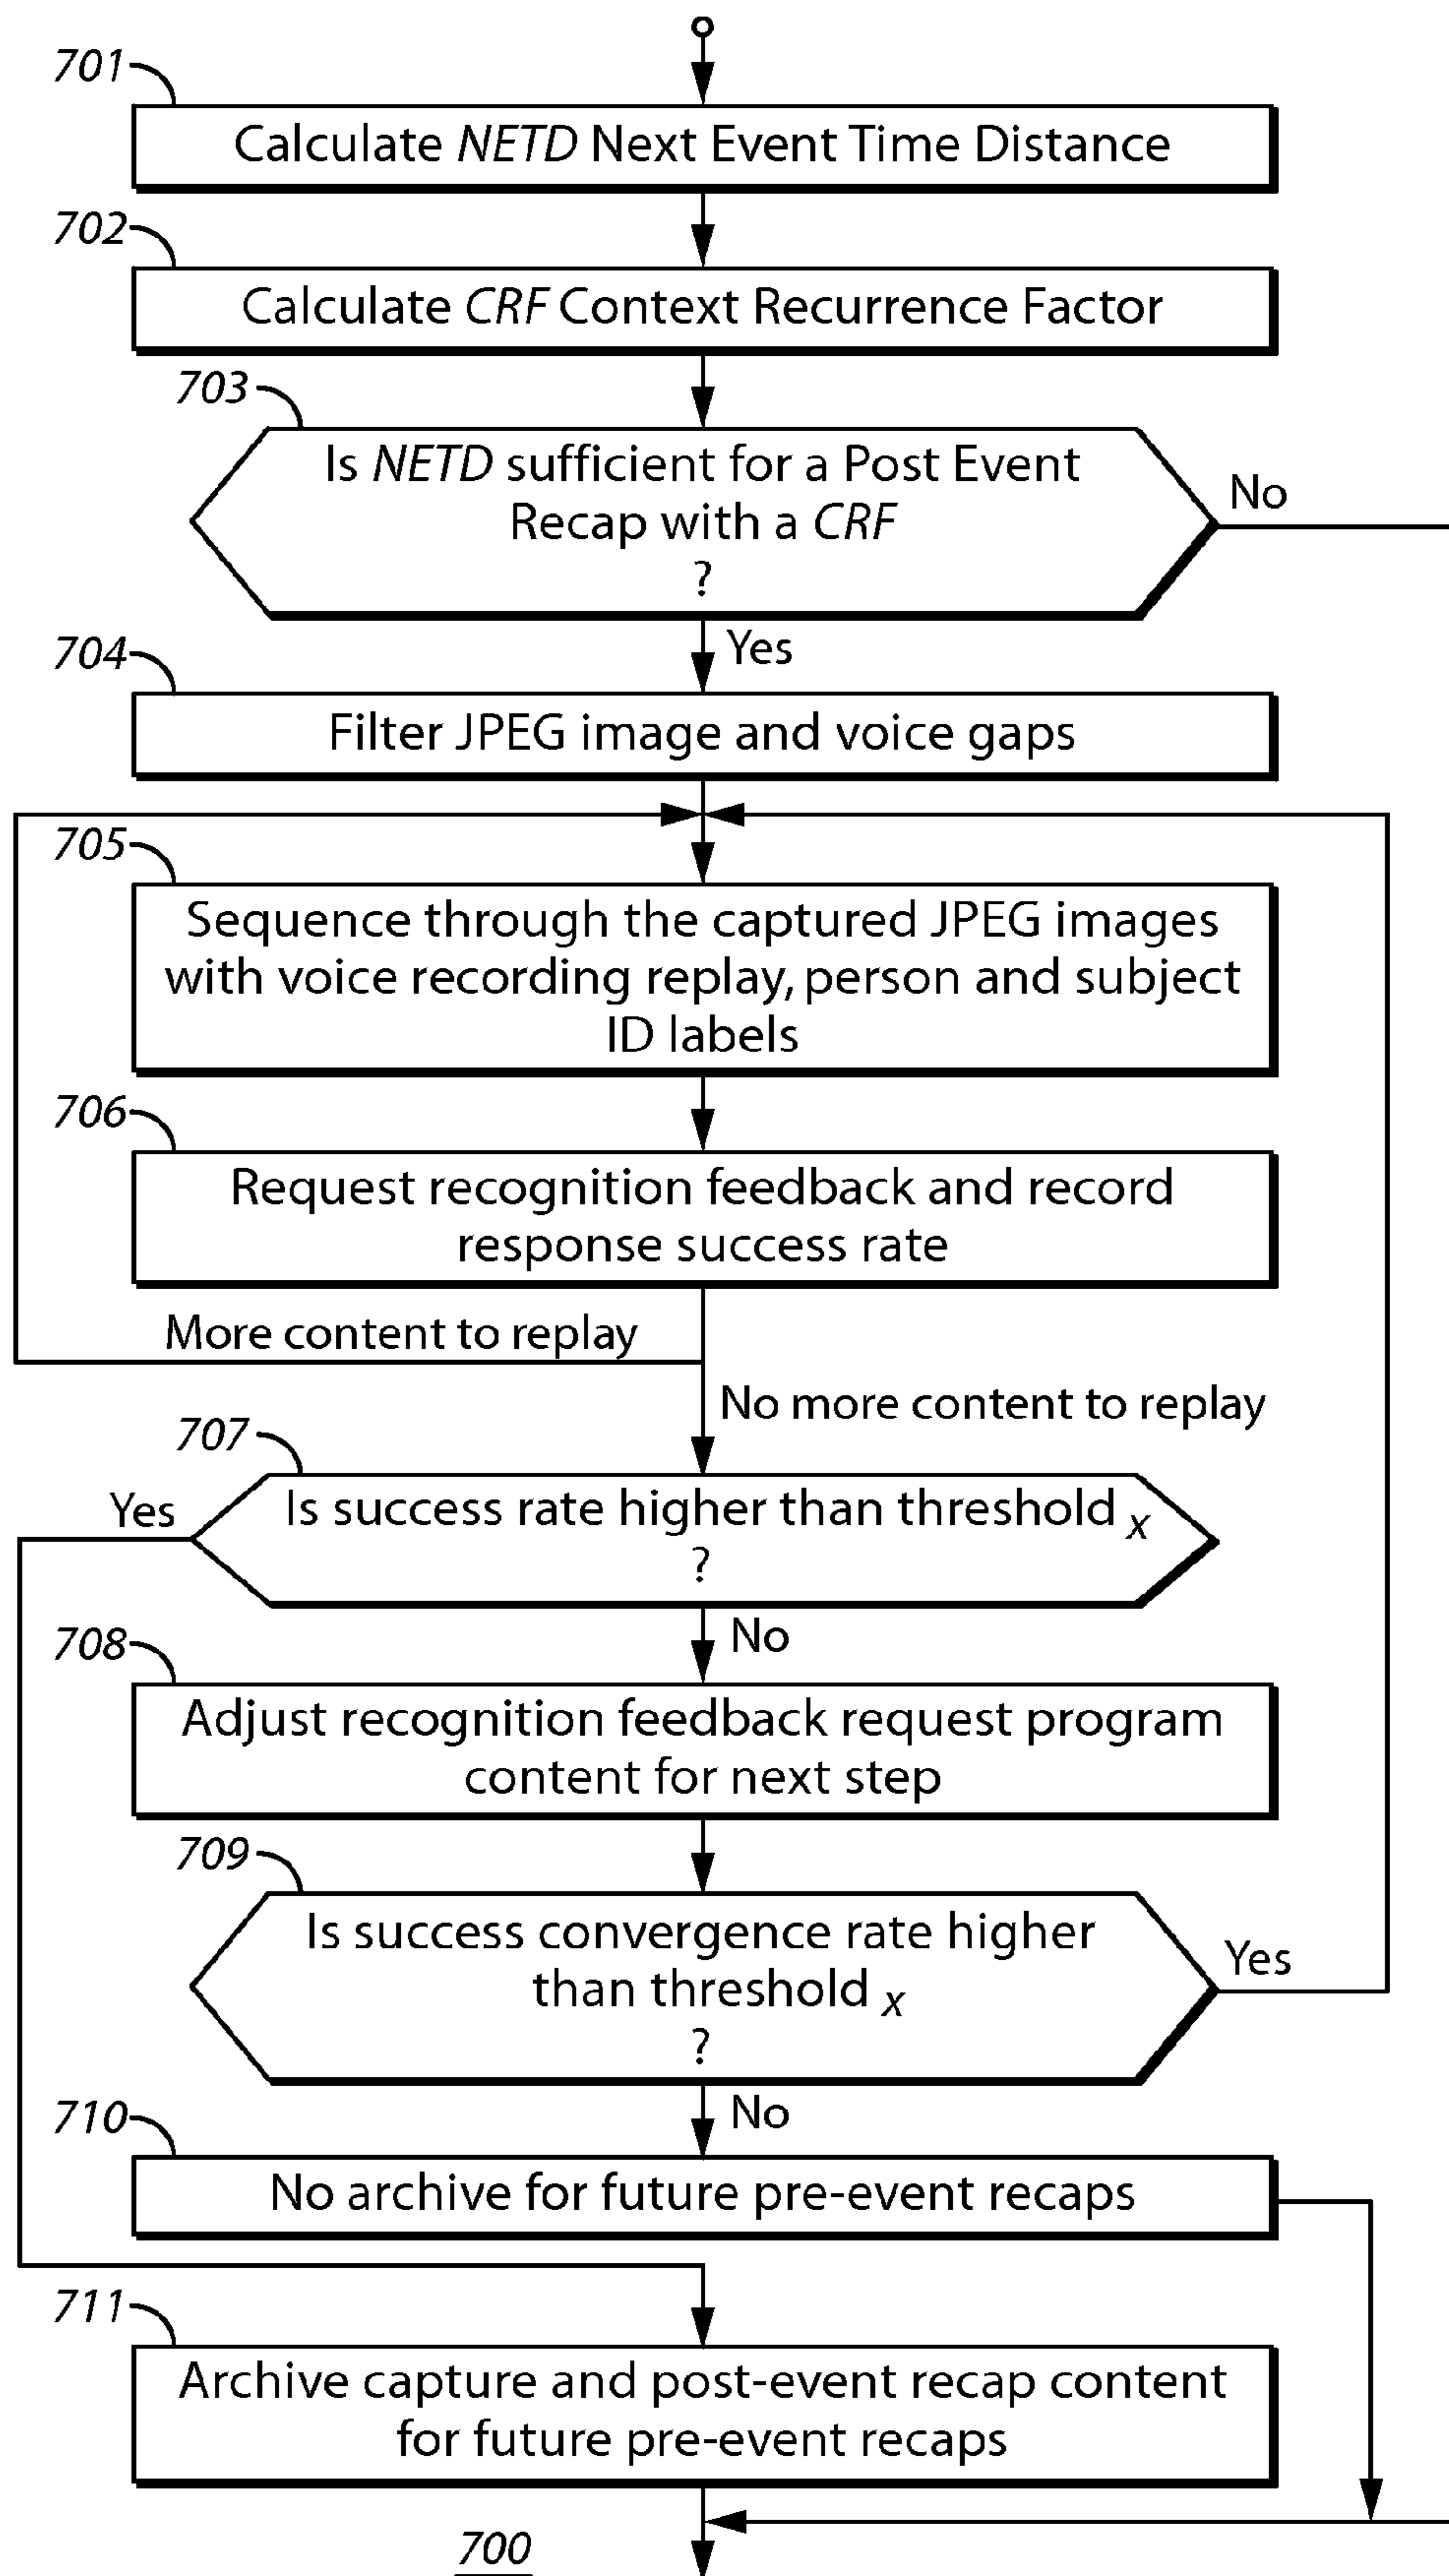 701
Calculate NETD Next Event Time Distance
702
Calculate CRF Context Recurrence Factor
703
Is NETD sufficient for a Post Event
Recap with a CRF
?
No
Yes
704
Filter JPEG image and voice gaps
705
Sequence through the captured JPEG images
with voice recording replay, person and subject
ID labels
706
Request recognition feedback and record
response success rate
More content to replay
No more content to replay
707
Yes
Is success rate higher than threshold x
?
No
708
Adjust recognition feedback request program
content for next step
709
Is success convergence rate higher
than threshold x
?
Yes
No
710
No archive for future pre-event recaps
711
Archive capture and post-event recap content
for future pre-event recaps
700